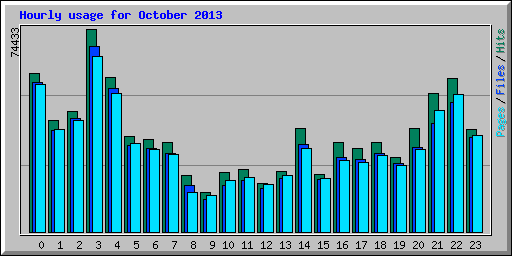 Hourly usage for October 2013
74433
Pages / Files / Hits
0 1 2 3 4 5 6 7 8 9 10 11 12 13 14 15 16 17 18 19 20 21 22 23